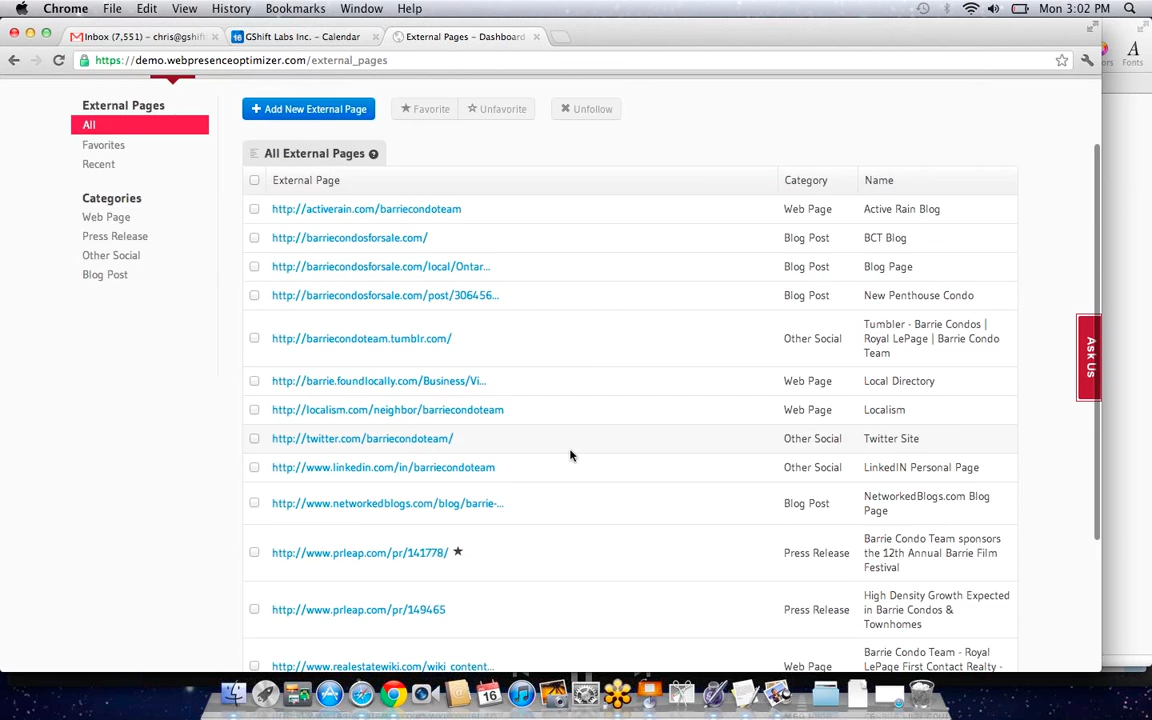 Chrome File Edit View History Bookmarks Window Help Mon 3:02 PM
Inbox (7,551) – chris@gshift
16 GShift Labs Inc. – Calendar
External Pages – Dashboard
https://demo.webpresenceoptimizer.com/external_pages
Fonts
External Pages
All
Favorites
Recent
Categories
Web Page
Press Release
Other Social
Blog Post
+ Add New External Page
★ Favorite
☆ Unfavorite
✖ Unfollow
All External Pages ?
External Page Category Name
http://activerain.com/barriecondoteam Web Page Active Rain Blog
http://barriecondosforsale.com/ Blog Post BCT Blog
http://barriecondosforsale.com/local/Ontar... Blog Post Blog Page
http://barriecondosforsale.com/post/306456... Blog Post New Penthouse Condo
http://barriecondoteam.tumblr.com/ Other Social Tumbler - Barrie Condos |
Royal LePage | Barrie Condo
Team
http://barrie.foundlocally.com/Business/Vi... Web Page Local Directory
http://localism.com/neighbor/barriecondoteam Web Page Localism
http://twitter.com/barriecondoteam/ Other Social Twitter Site
http://www.linkedin.com/in/barriecondoteam Other Social LinkedIN Personal Page
http://www.networkedblogs.com/blog/barrie-... Blog Post NetworkedBlogs.com Blog
Page
http://www.prleap.com/pr/141778/ ★ Press Release Barrie Condo Team sponsors
the 12th Annual Barrie Film
Festival
http://www.prleap.com/pr/149465 Press Release High Density Growth Expected
in Barrie Condos &
Townhomes
http://www.realestatewiki.com/wiki_content... Web Page Barrie Condo Team - Royal
LePage First Contact Realty -
Ask Us
16